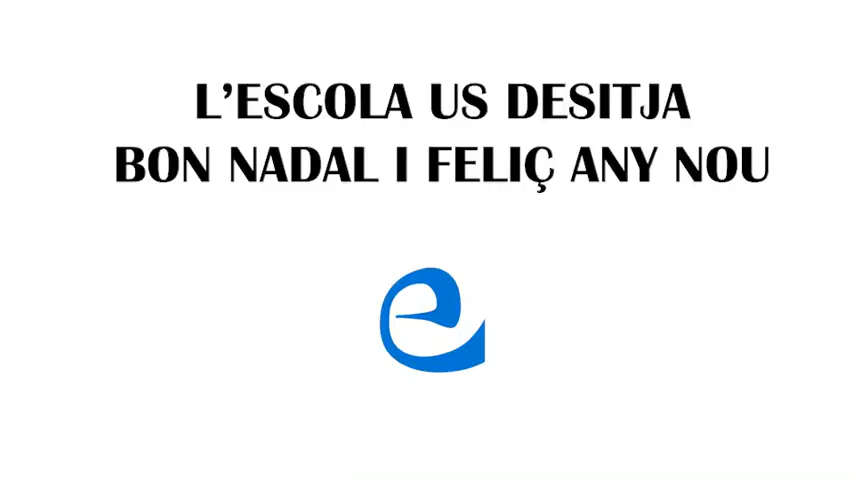 L’ESCOLA US DESITJA
BON NADAL I FELIÇ ANY NOU
e